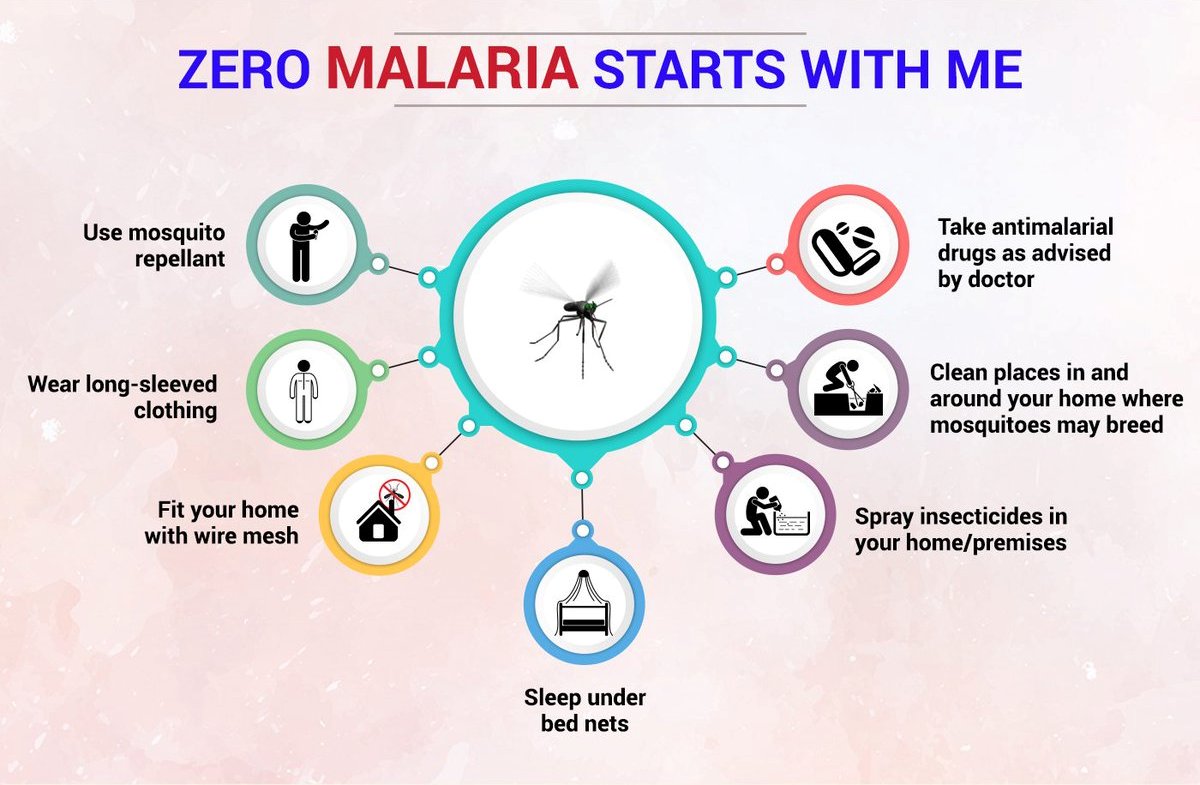 ZERO MALARIA STARTS WITH ME
Use mosquito
repellant
Wear long-sleeved
clothing
Fit your home
with wire mesh
Sleep under
bed nets
Take antimalarial
drugs as advised
by doctor
Clean places in and
around your home where
mosquitoes may breed
Spray insecticides in
your home/premises